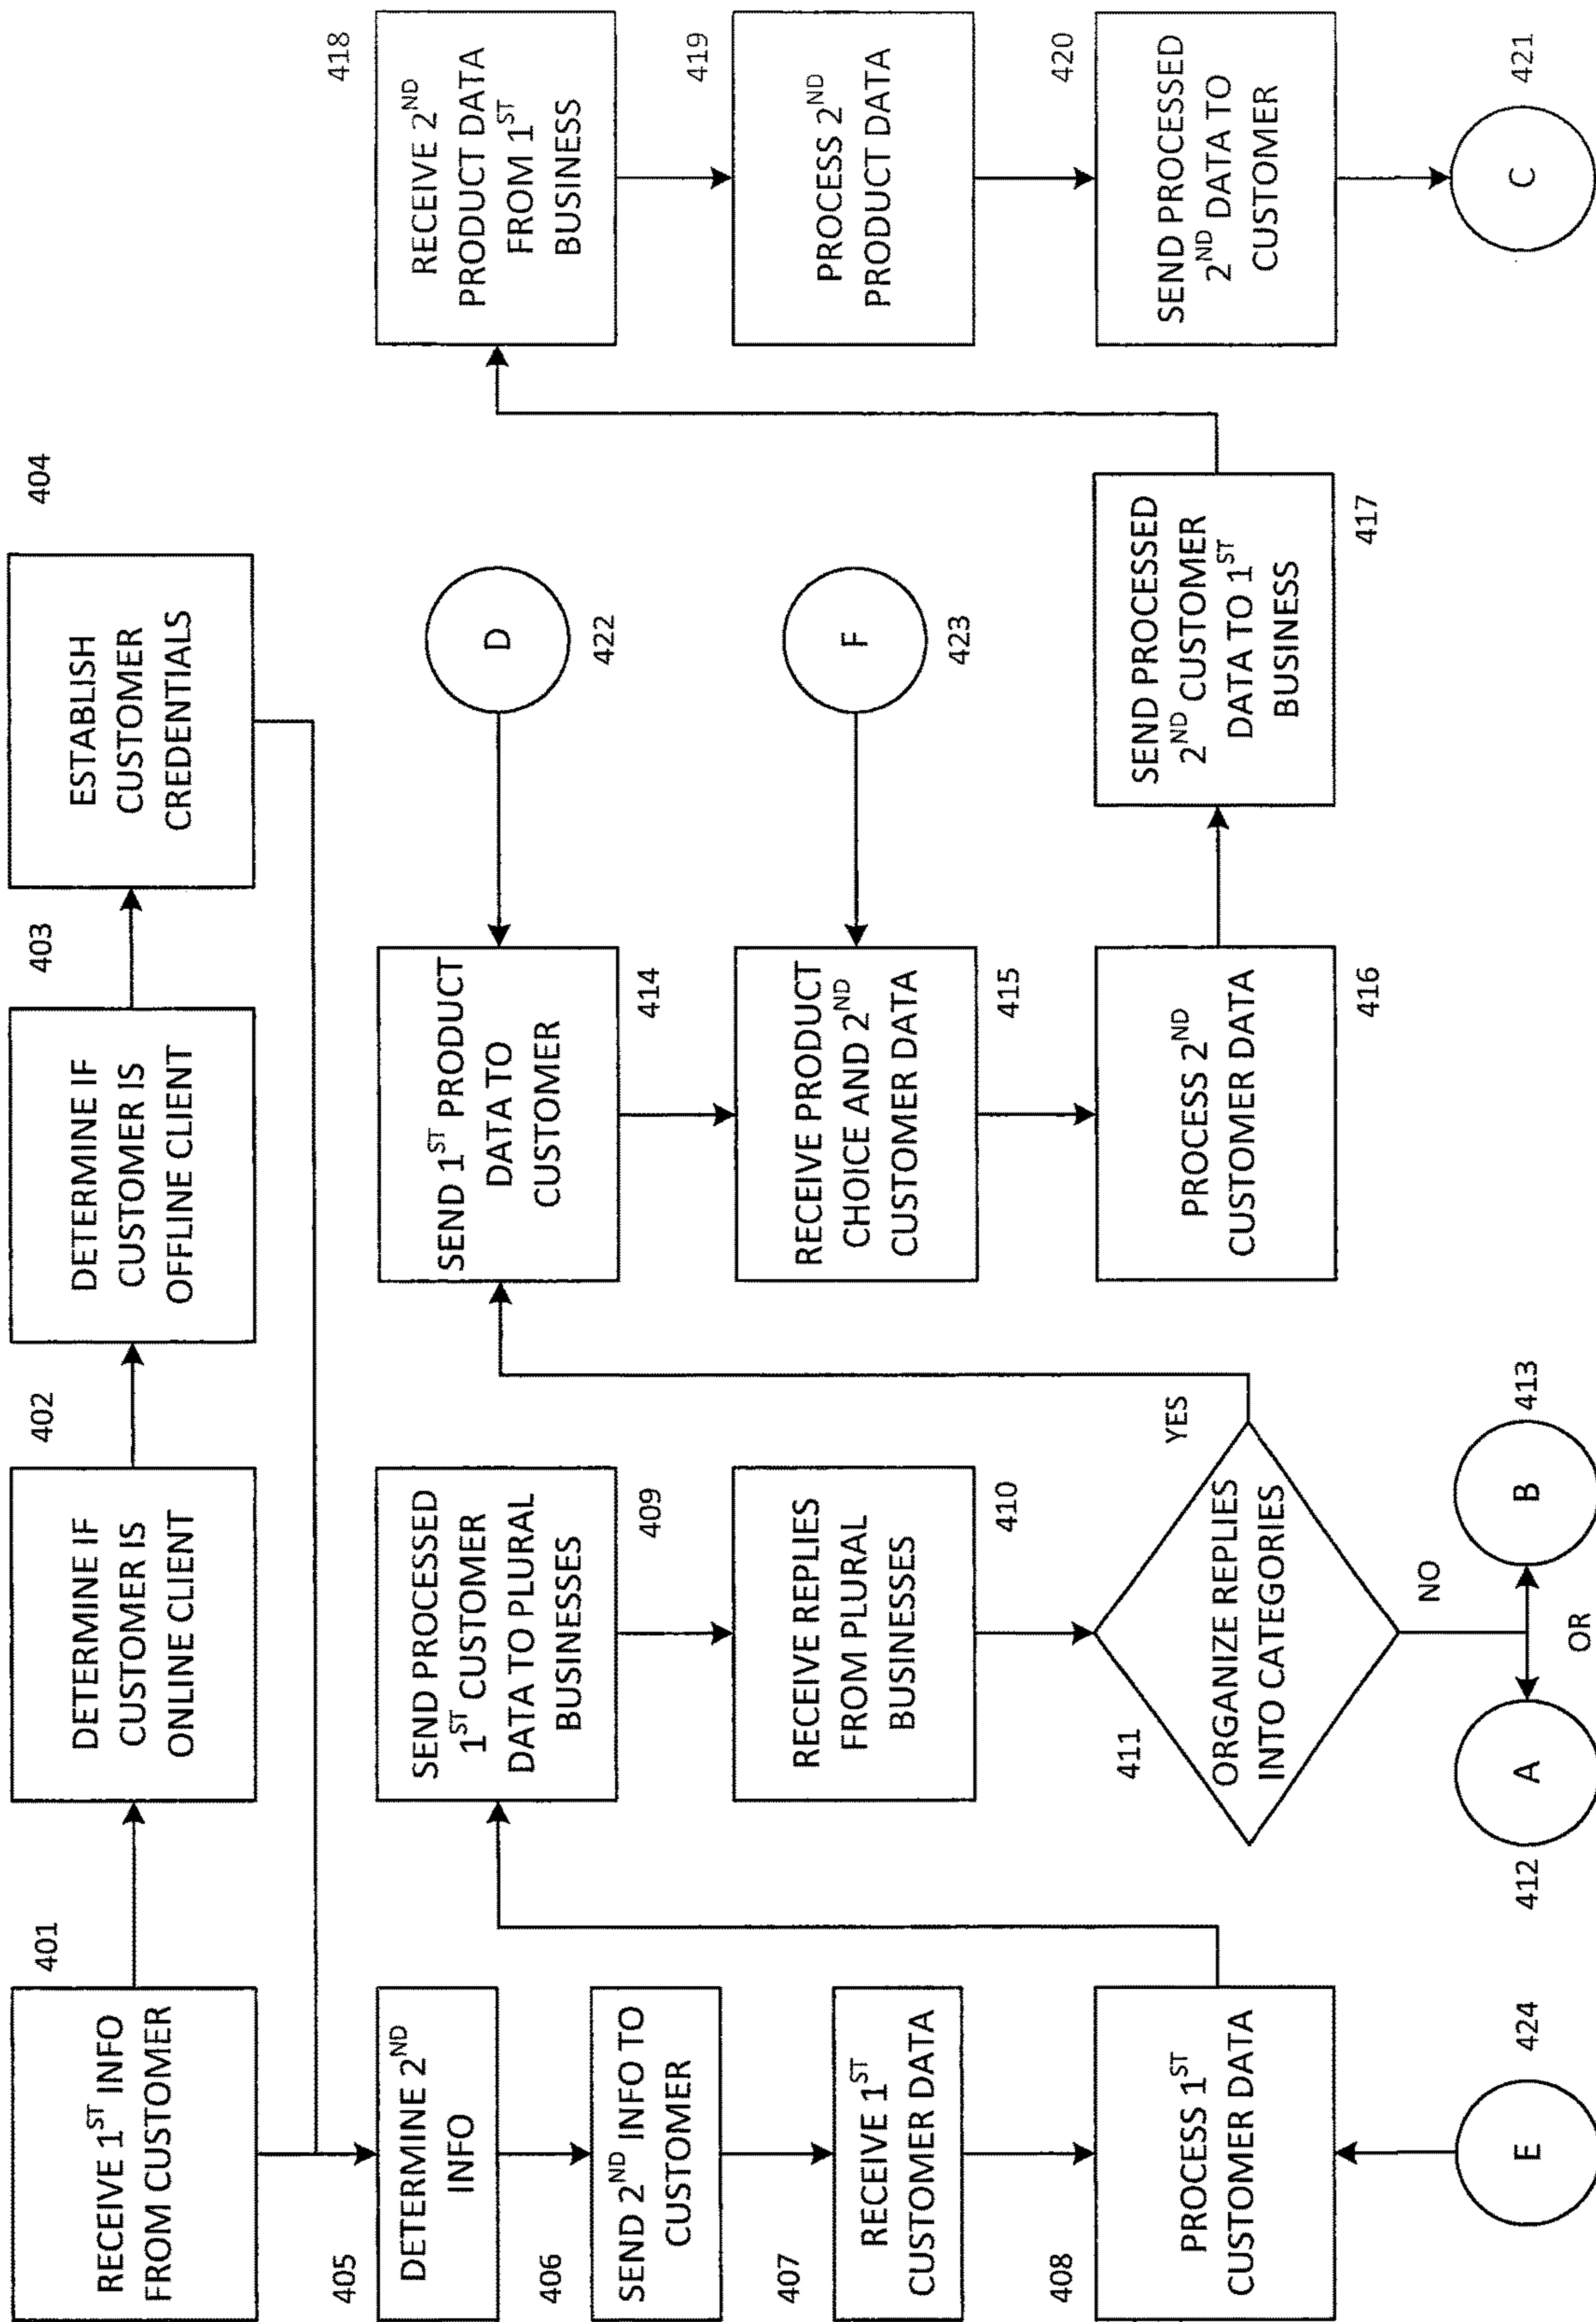 401
RECEIVE 1ST INFO
FROM CUSTOMER
402
DETERMINE IF
CUSTOMER IS
ONLINE CLIENT
403
DETERMINE IF
CUSTOMER IS
OFFLINE CLIENT
404
ESTABLISH
CUSTOMER
CREDENTIALS
405
DETERMINE 2ND
INFO
406
SEND 2ND INFO TO
CUSTOMER
407
RECEIVE 1ST
CUSTOMER DATA
408
PROCESS 1ST
CUSTOMER DATA
E
424
SEND PROCESSED
1ST CUSTOMER
DATA TO PLURAL
BUSINESSES
409
RECEIVE REPLIES
FROM PLURAL
BUSINESSES
410
411
ORGANIZE REPLIES
INTO CATEGORIES
YES
NO
412
A
OR
B
413
SEND 1ST PRODUCT
DATA TO
CUSTOMER
414
D
422
RECEIVE PRODUCT
CHOICE AND 2ND
CUSTOMER DATA
415
F
423
PROCESS 2ND
CUSTOMER DATA
416
SEND PROCESSED
2ND CUSTOMER
DATA TO 1ST
BUSINESS
417
418
RECEIVE 2ND
PRODUCT DATA
FROM 1ST
BUSINESS
419
PROCESS 2ND
PRODUCT DATA
420
SEND PROCESSED
2ND DATA TO
CUSTOMER
C
421